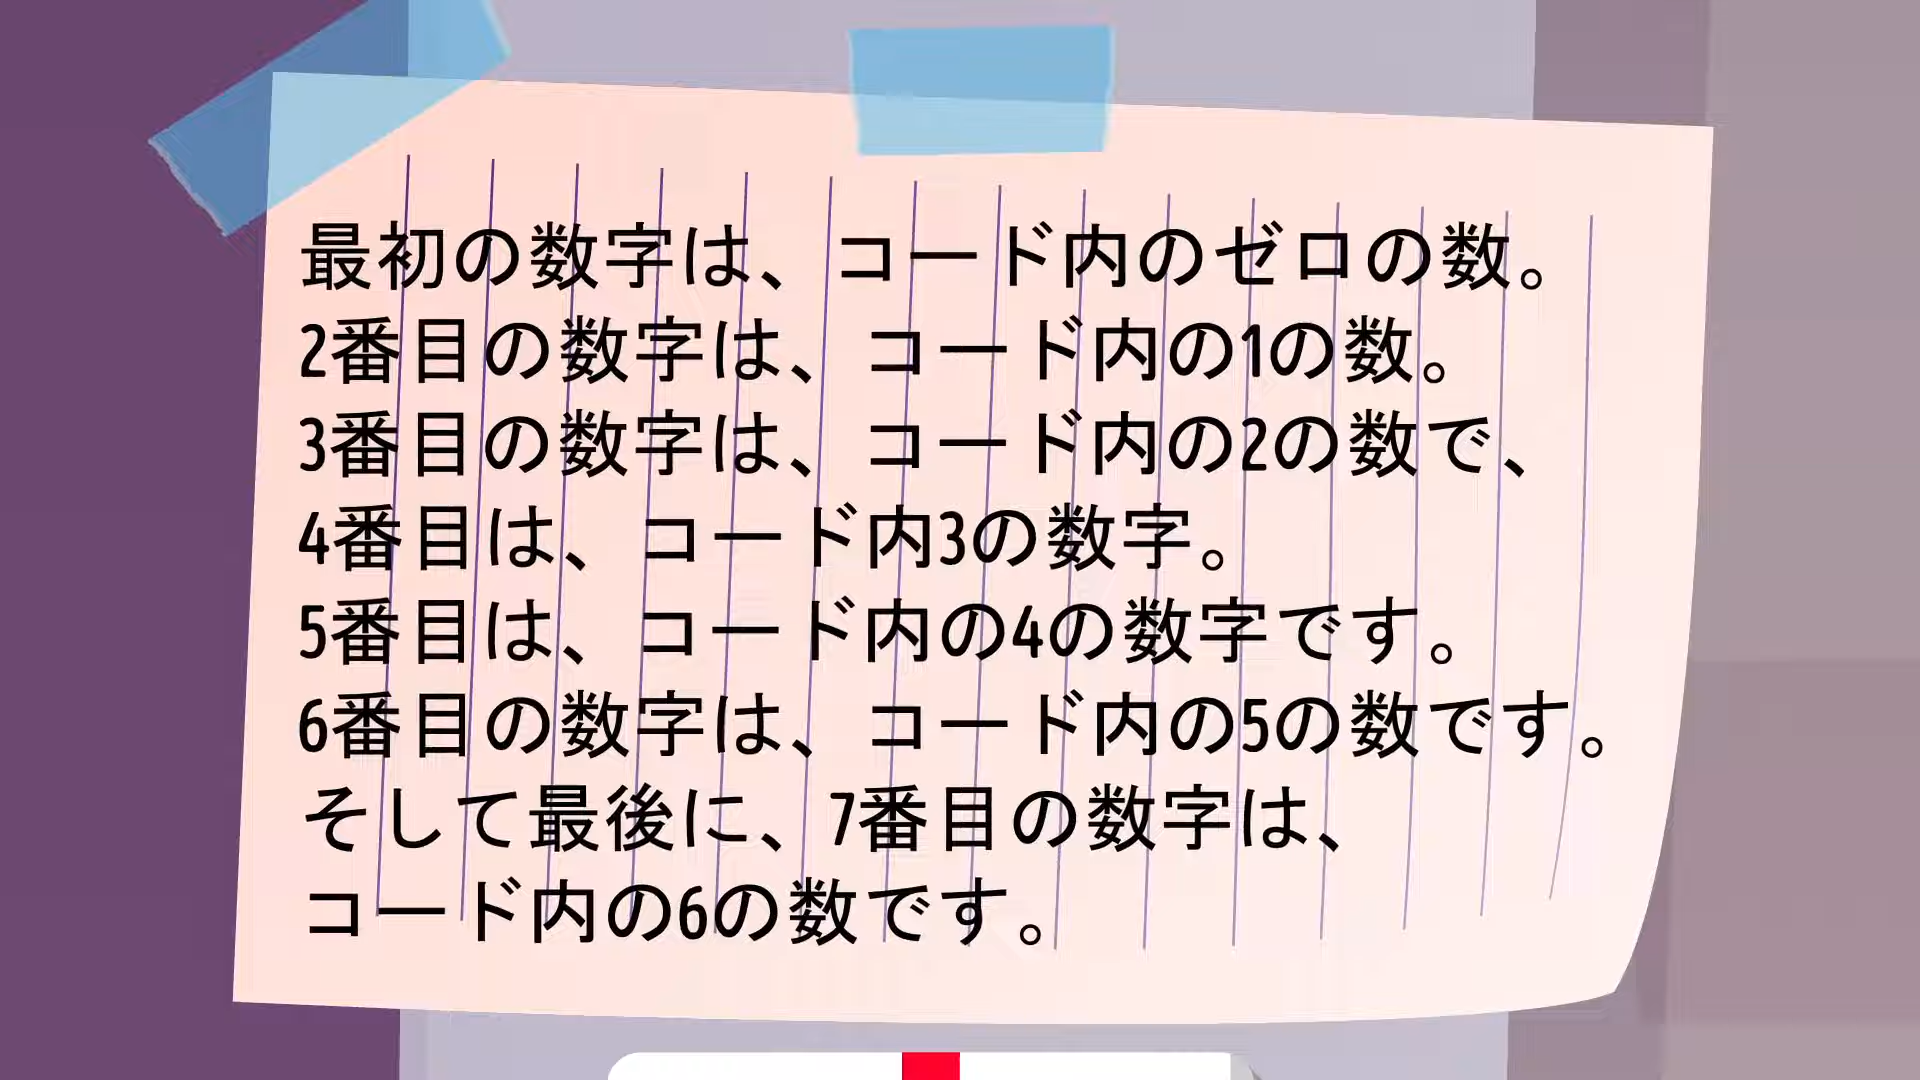 最初の数字は、コード内のゼロの数。
2番目の数字は、コード内の1の数。
3番目の数字は、コード内の2の数で、
4番目は、コード内3の数字。
5番目は、コード内の4の数字です。
6番目の数字は、コード内の5の数です。
そして最後に、7番目の数字は、
コード内の6の数です。